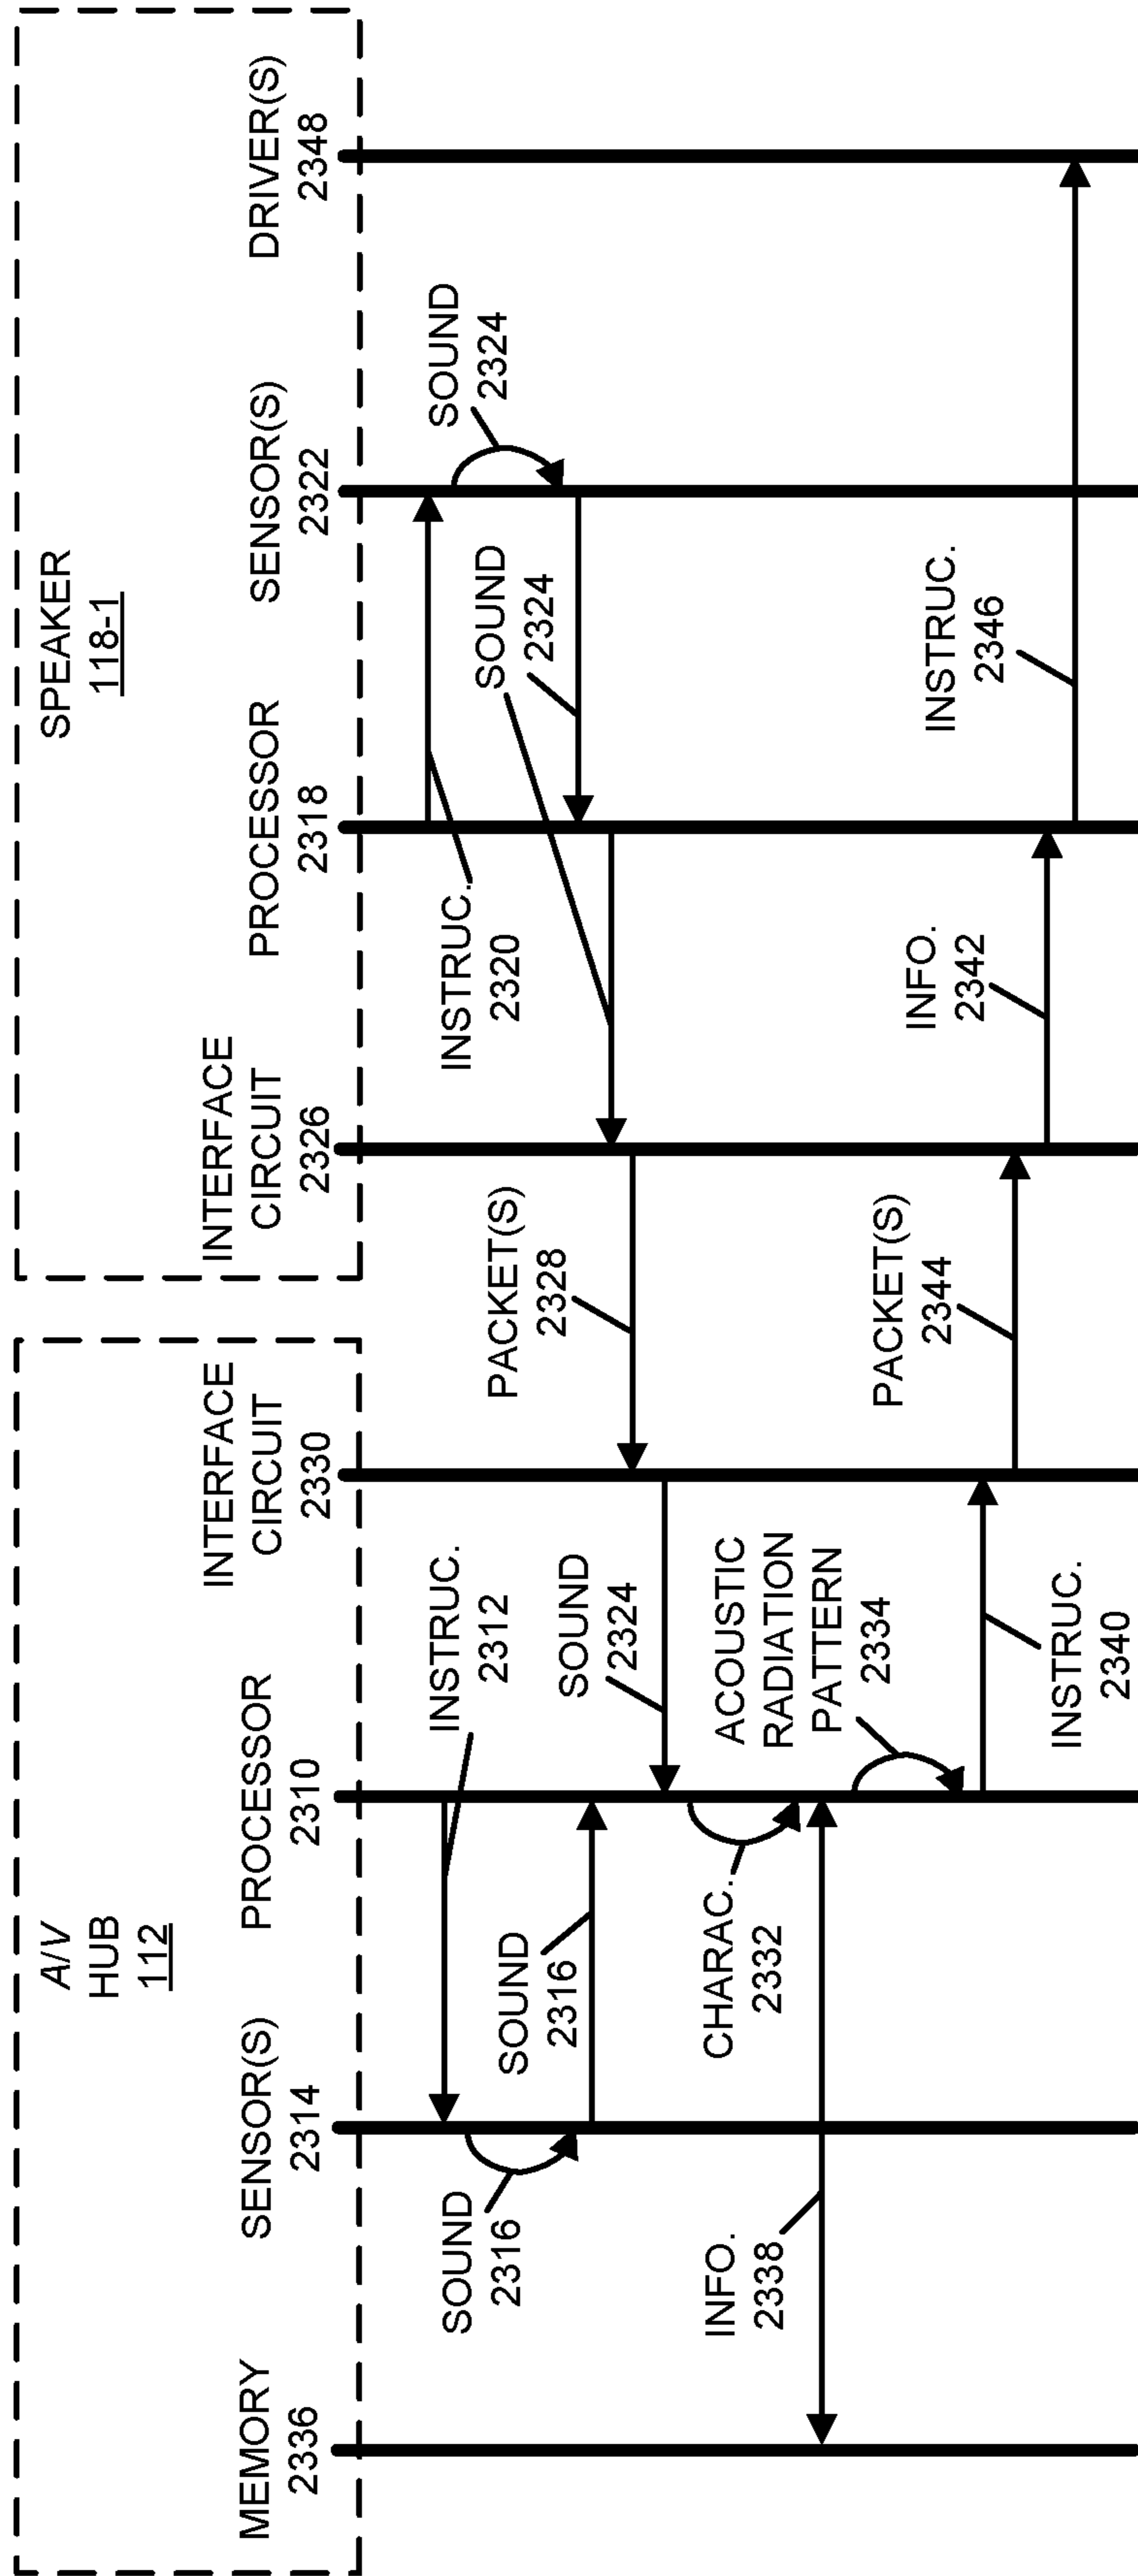 A/V
HUB
112
SPEAKER
118-1
MEMORY
2336
SENSOR(S)
2314
PROCESSOR
2310
INTERFACE
CIRCUIT
2330
INTERFACE
CIRCUIT
2326
PROCESSOR
2318
SENSOR(S)
2322
DRIVER(S)
2348
SOUND
2316
INSTRUC.
2312
SOUND
2316
INSTRUC.
2320
SOUND
2324
SOUND
2324
PACKET(S)
2328
SOUND
2324
CHARAC.
2332
INFO.
2338
ACOUSTIC
RADIATION
PATTERN
2334
INSTRUC.
2340
PACKET(S)
2344
INFO.
2342
INSTRUC.
2346